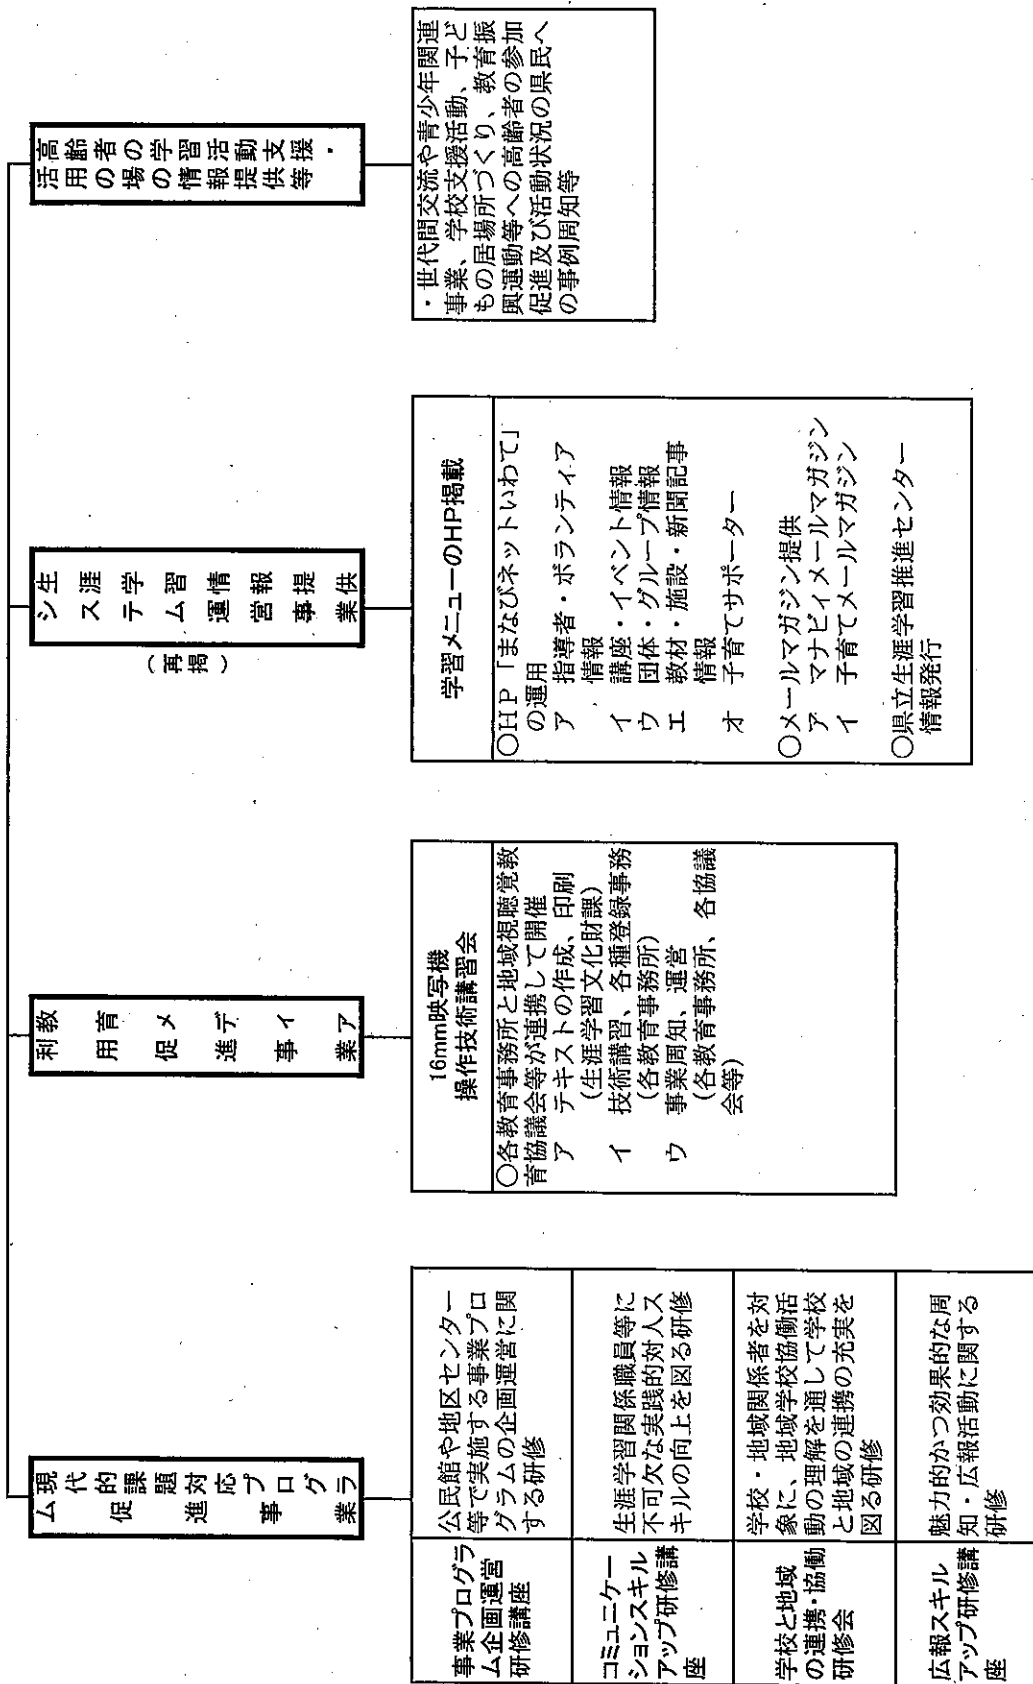 現代的課題対応プログラ
ム促進事業
事業プログラ
ム企画運営
研修講座
公民館や地区センター
等で実施する事業プロ
グラムの企画運営に関
する研修
コミュニケー
ションスキル
アップ研修講
座
生涯学習関係職員等に
不可欠な実践的対人ス
キルの向上を図る研修
学校と地域
の連携・協働
研修会
学校・地域関係者を対
象に、地域学校協働活
動の理解を通して学校
と地域の連携の充実を
図る研修
広報スキル
アップ研修講
座
魅力的かつ効果的な周
知・広報活動に関する
研修
教育メディア
利用促進事業
16mm映写機
操作技術講習会
○各教育事務所と地域視聴覚教
育協議会等が連携して開催
ア　テキストの作成、印刷
（生涯学習文化財課）
イ　技術講習、各種登録事務
（各教育事務所）
ウ　事業周知、運営
（各教育事務所、各協議
会等）
生涯学習情報提供
システム運営事業
（再掲）
学習メニューのHP掲載
○HP「まなびネットいわて」
の運用
ア　指導者・ボランティア
情報
イ　講座・イベント情報
ウ　団体・グループ情報
エ　教材・施設・新聞記事
情報
オ　子育てサポーター
○メールマガジン提供
ア　マナビィメールマガジン
イ　子育てメールマガジン
○県立生涯学習推進センター
情報発行
高齢者の学習活動支援・
活用の場の情報提供等
・世代間交流や青少年関連
事業、学校支援活動、子ど
もの居場所づくり、教育振
興運動等への高齢者の参加
促進及び活動状況の県民へ
の事例周知等